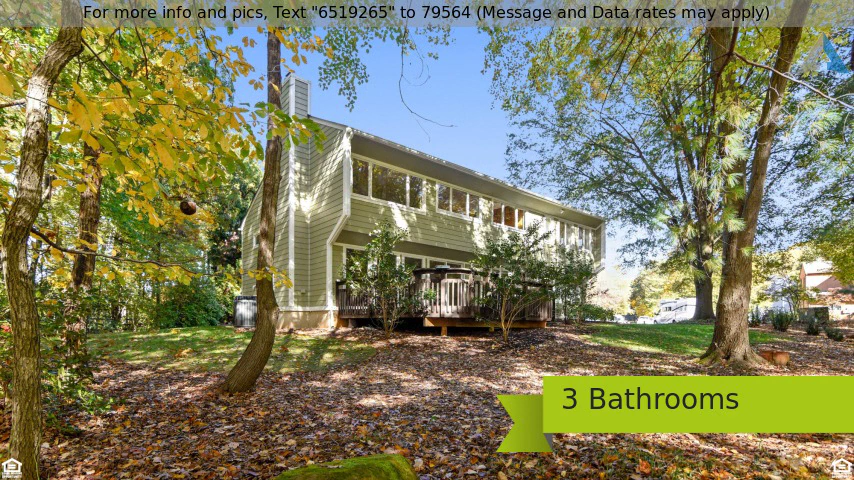 For more info and pics, Text "6519265" to 79564 (Message and Data rates may apply)
3 Bathrooms